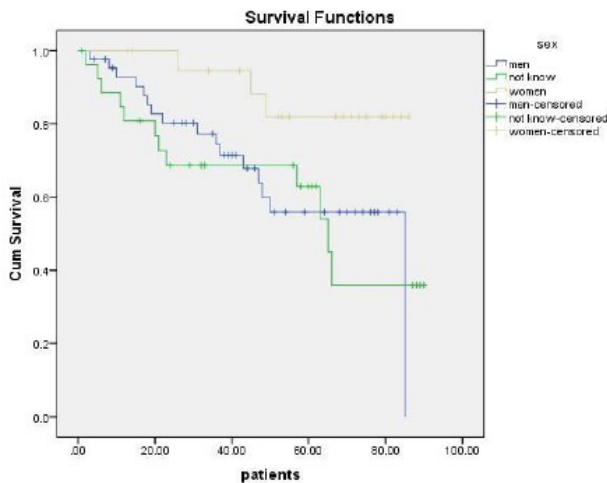 Survival Functions
sex
men
not know
women
men-censored
not know-censored
women-censored
Cum Survival
1.0
0.8
0.6
0.4
0.2
0.0
.00
20.00
40.00
60.00
80.00
100.00
patients